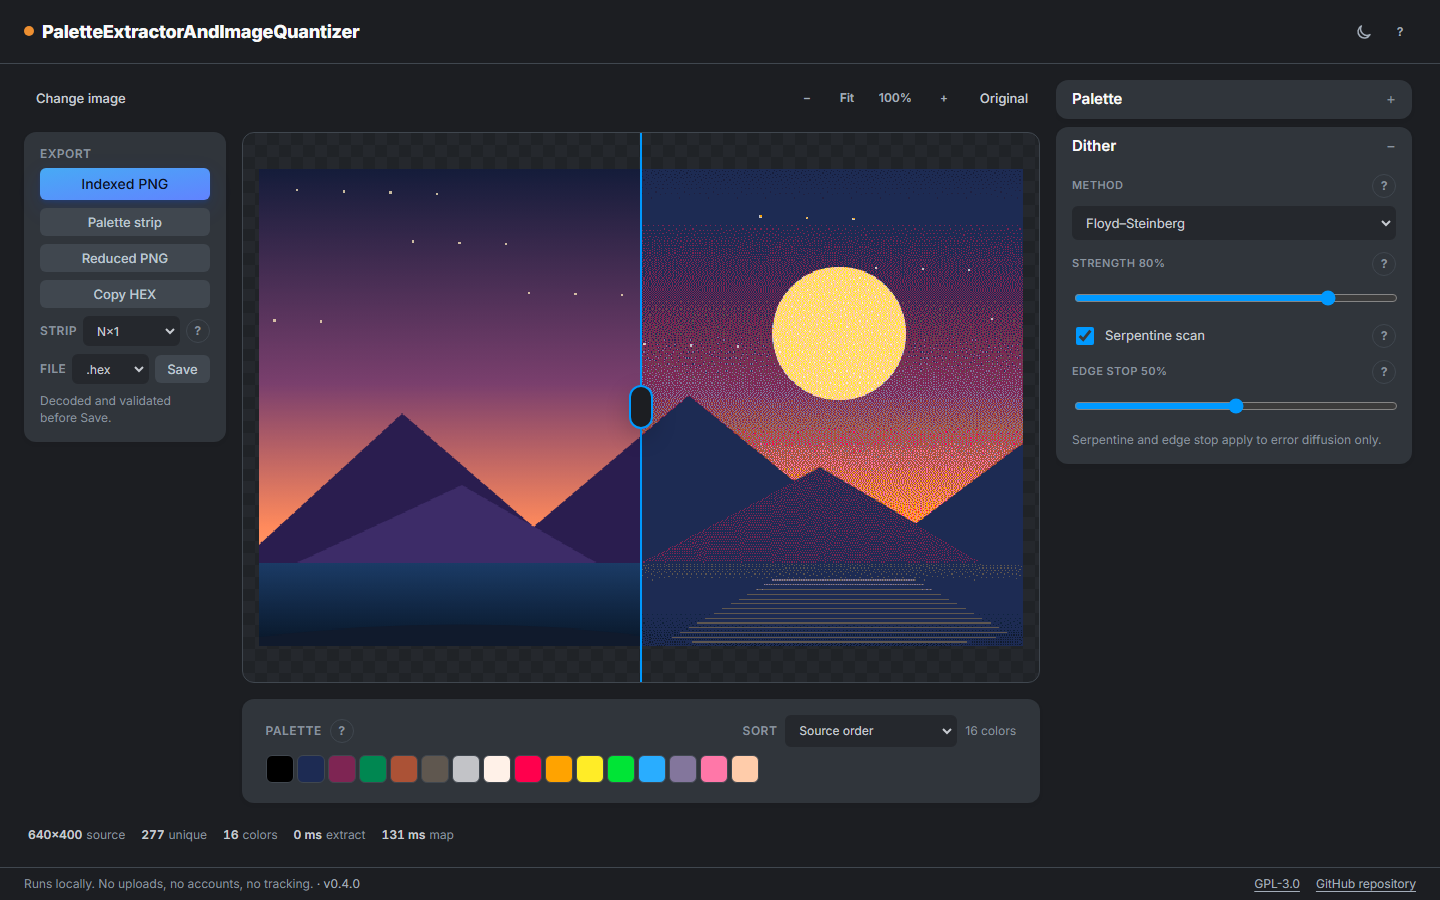 PaletteExtractorAndImageQuantizer
?
Change image
− Fit 100% + Original
EXPORT
Indexed PNG
Palette strip
Reduced PNG
Copy HEX
STRIP N×1 ?
FILE .hex Save
Decoded and validated
before Save.
Palette +
Dither −
METHOD ?
Floyd–Steinberg
STRENGTH 80% ?
Serpentine scan ?
EDGE STOP 50% ?
Serpentine and edge stop apply to error diffusion only.
PALETTE ? SORT Source order 16 colors
640×400 source 277 unique 16 colors 0 ms extract 131 ms map
Runs locally. No uploads, no accounts, no tracking. · v0.4.0
GPL-3.0 GitHub repository